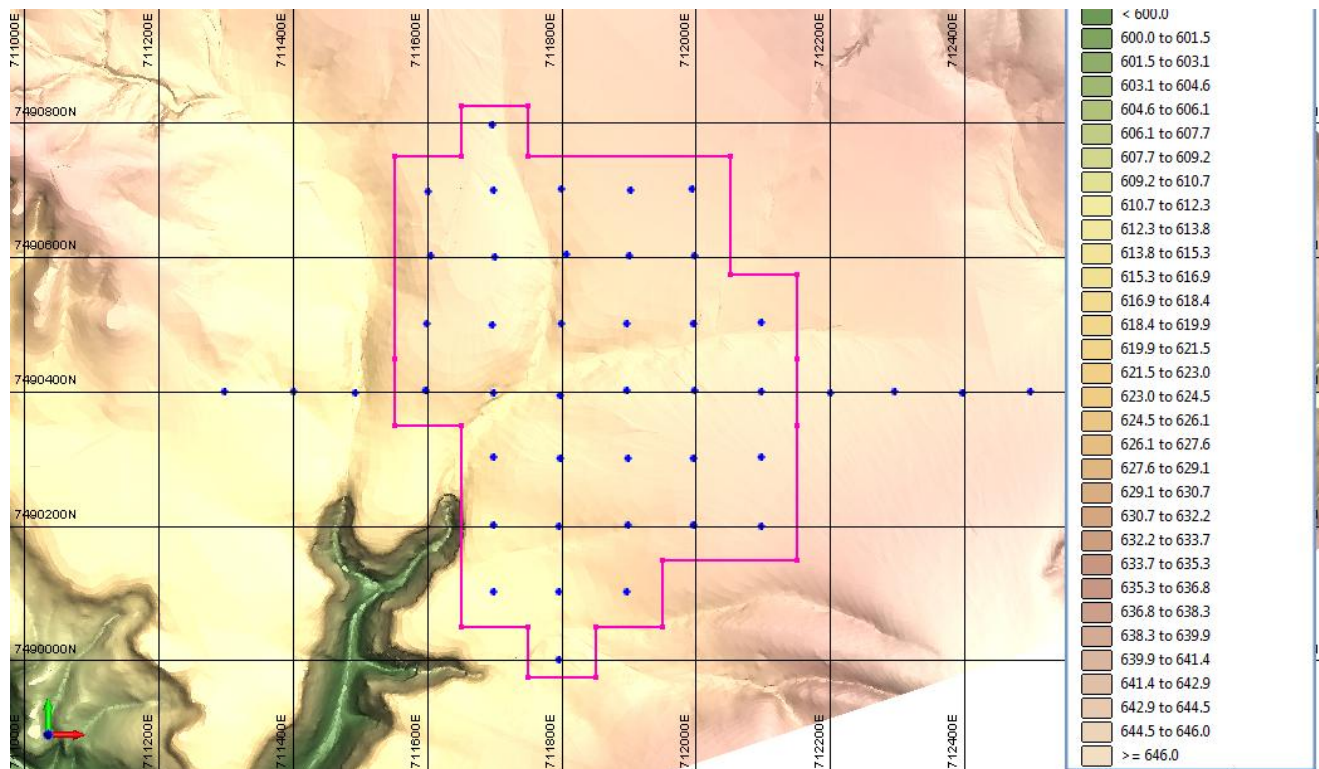 711000E
711200E
711400E
711600E
711800E
712000E
712200E
712400E
7490800N
7490600N
7490400N
7490200N
7490000N
711000E
711200E
711400E
711600E
711800E
712000E
712200E
712400E
< 600.0
600.0 to 601.5
601.5 to 603.1
603.1 to 604.6
604.6 to 606.1
606.1 to 607.7
607.7 to 609.2
609.2 to 610.7
610.7 to 612.3
612.3 to 613.8
613.8 to 615.3
615.3 to 616.9
616.9 to 618.4
618.4 to 619.9
619.9 to 621.5
621.5 to 623.0
623.0 to 624.5
624.5 to 626.1
626.1 to 627.6
627.6 to 629.1
629.1 to 630.7
630.7 to 632.2
632.2 to 633.7
633.7 to 635.3
635.3 to 636.8
636.8 to 638.3
638.3 to 639.9
639.9 to 641.4
641.4 to 642.9
642.9 to 644.5
644.5 to 646.0
>= 646.0